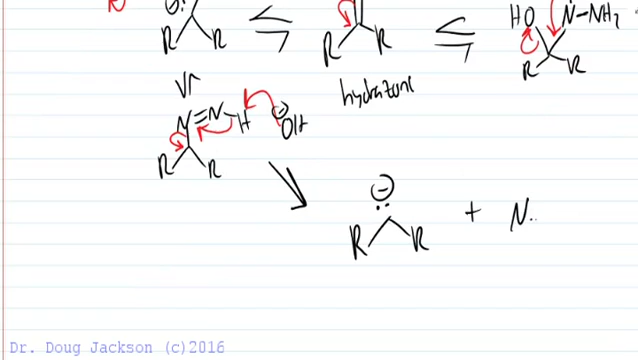 HO N-NH₂
R R R R R R
hydrazone
N=N-H ⊖OH
R R
⊖
R R + N
Dr. Doug Jackson (c)2016